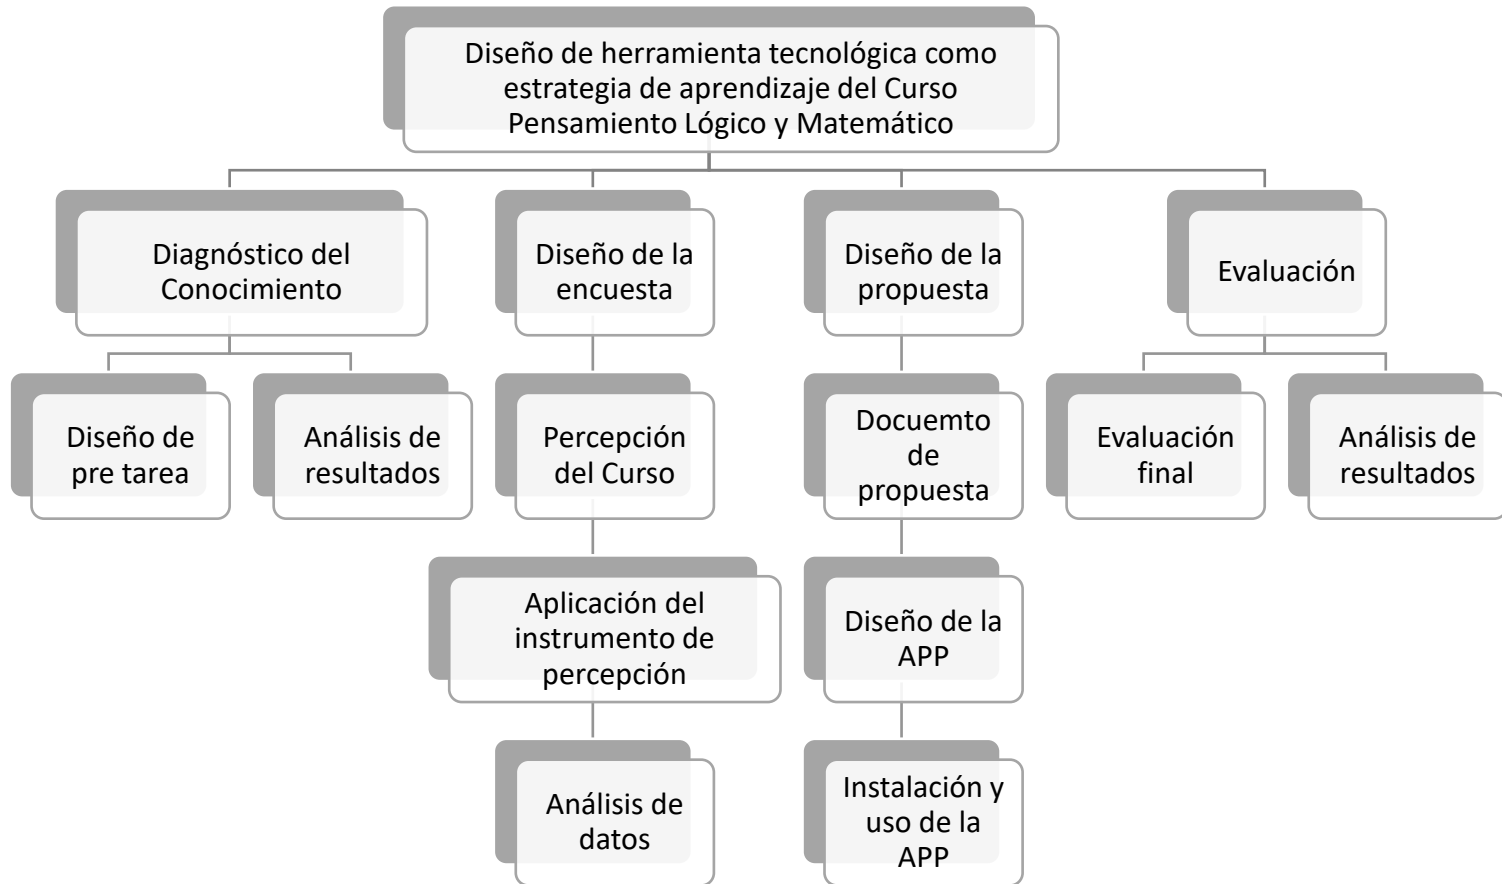 Diseño de herramienta tecnológica como
estrategia de aprendizaje del Curso
Pensamiento Lógico y Matemático
Diagnóstico del
Conocimiento
Diseño de la
encuesta
Diseño de la
propuesta
Evaluación
Diseño de
pre tarea
Análisis de
resultados
Percepción
del Curso
Docuemto
de
propuesta
Evaluación
final
Análisis de
resultados
Aplicación del
instrumento de
percepción
Diseño de la
APP
Análisis de
datos
Instalación y
uso de la
APP